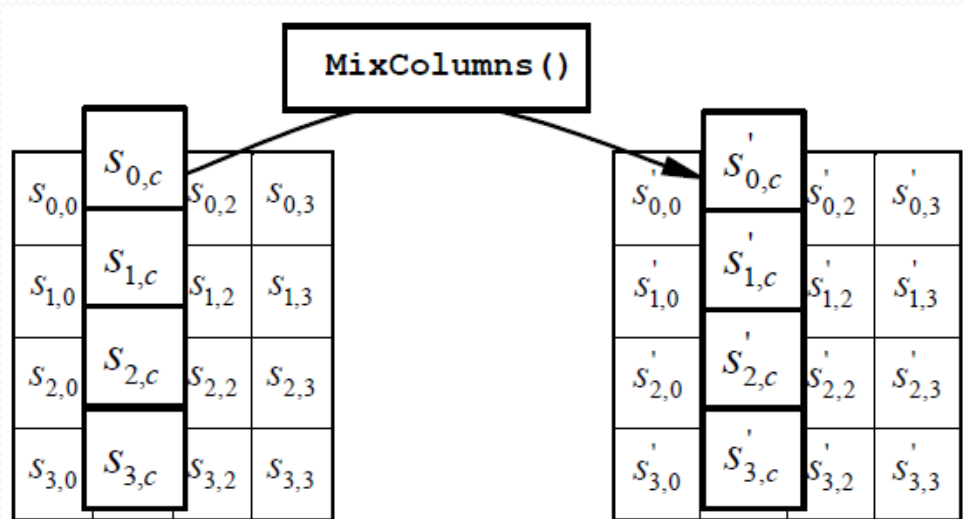 MixColumns()
s0,c s'0,c
s0,0 s0,2 s0,3 s'0,0 s'0,2 s'0,3
s1,c s'1,c
s1,0 s1,2 s1,3 s'1,0 s'1,2 s'1,3
s2,c s'2,c
s2,0 s2,2 s2,3 s'2,0 s'2,2 s'2,3
s3,c s'3,c
s3,0 s3,2 s3,3 s'3,0 s'3,2 s'3,3